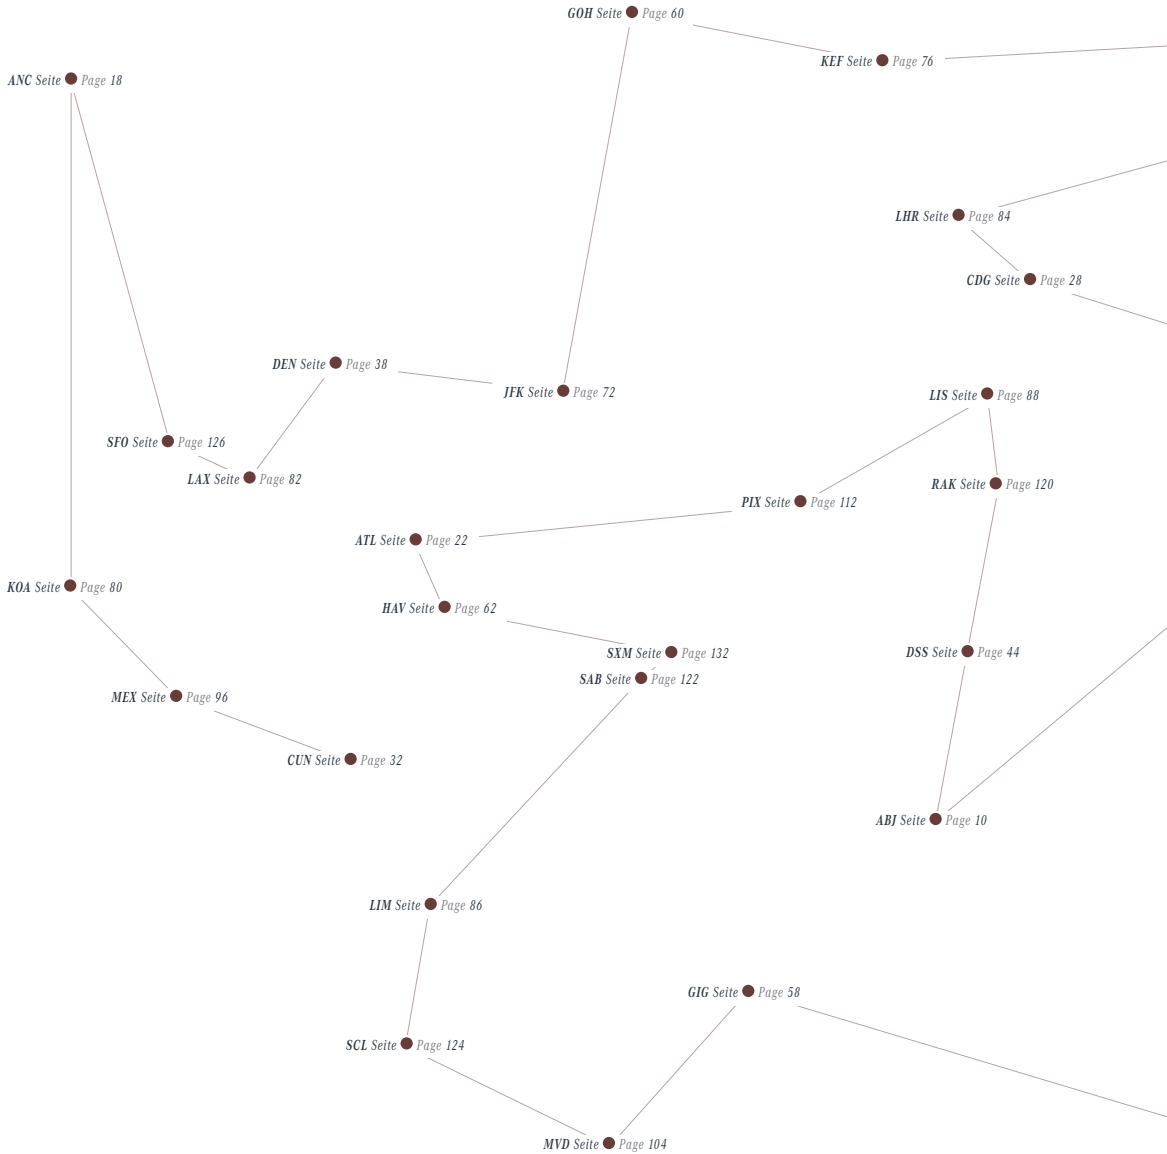 GOH Seite Page 60
KEF Seite Page 76
ANC Seite Page 18
LHR Seite Page 84
CDG Seite Page 28
DEN Seite Page 38
JFK Seite Page 72
LIS Seite Page 88
SFO Seite Page 126
LAX Seite Page 82
RAK Seite Page 120
PIX Seite Page 112
ATL Seite Page 22
KOA Seite Page 80
HAV Seite Page 62
SXM Seite Page 132
DSS Seite Page 44
SAB Seite Page 122
MEX Seite Page 96
CUN Seite Page 32
ABJ Seite Page 10
LIM Seite Page 86
GIG Seite Page 58
SCL Seite Page 124
MVD Seite Page 104